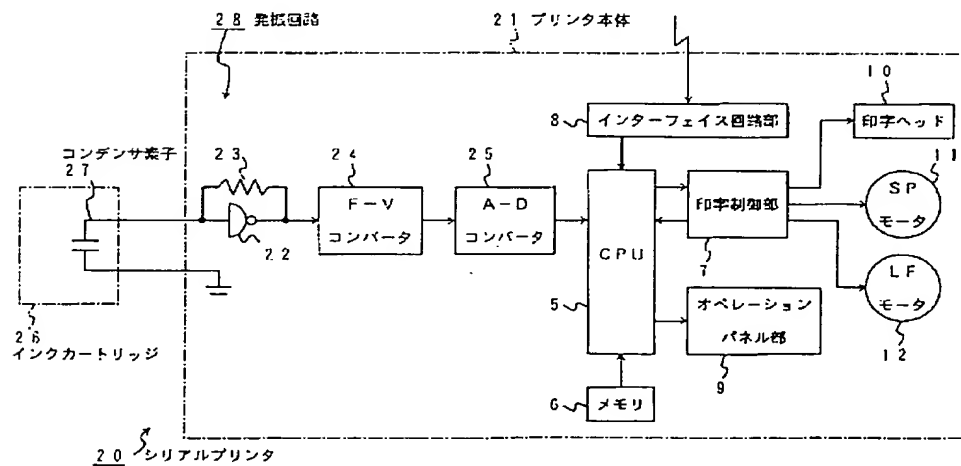 ２８ 発振回路
２１ プリンタ本体
１０
８ インターフェイス回路部
印字ヘッド
コンデンサ素子
２７
２３
２４
２５
１１
ＳＰ
モータ
Ｆ－Ｖ
コンバータ
Ａ－Ｄ
コンバータ
ＣＰＵ
印字制御部
２２
７
ＬＦ
モータ
５
オペレーション
パネル部
２６
インクカートリッジ
１２
６ メモリ
９
２０ シリアルプリンタ